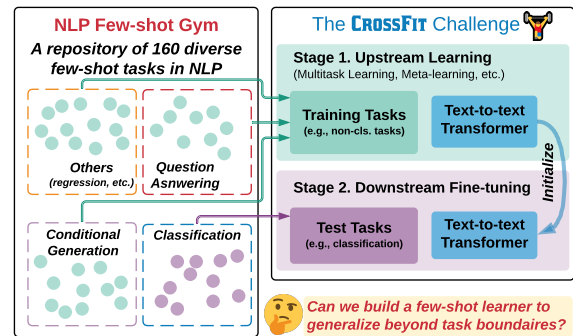 NLP Few-shot Gym
A repository of 160 diverse
few-shot tasks in NLP
Others
(regression, etc.)
Question
Asnwering
Conditional
Generation
Classification
The CROSSFIT Challenge
Stage 1. Upstream Learning
(Multitask Learning, Meta-learning, etc.)
Training Tasks
(e.g., non-cls. tasks)
Text-to-text
Transformer
Initialize
Stage 2. Downstream Fine-tuning
Test Tasks
(e.g., classification)
Text-to-text
Transformer
Can we build a few-shot learner to
generalize beyond task boundaires?